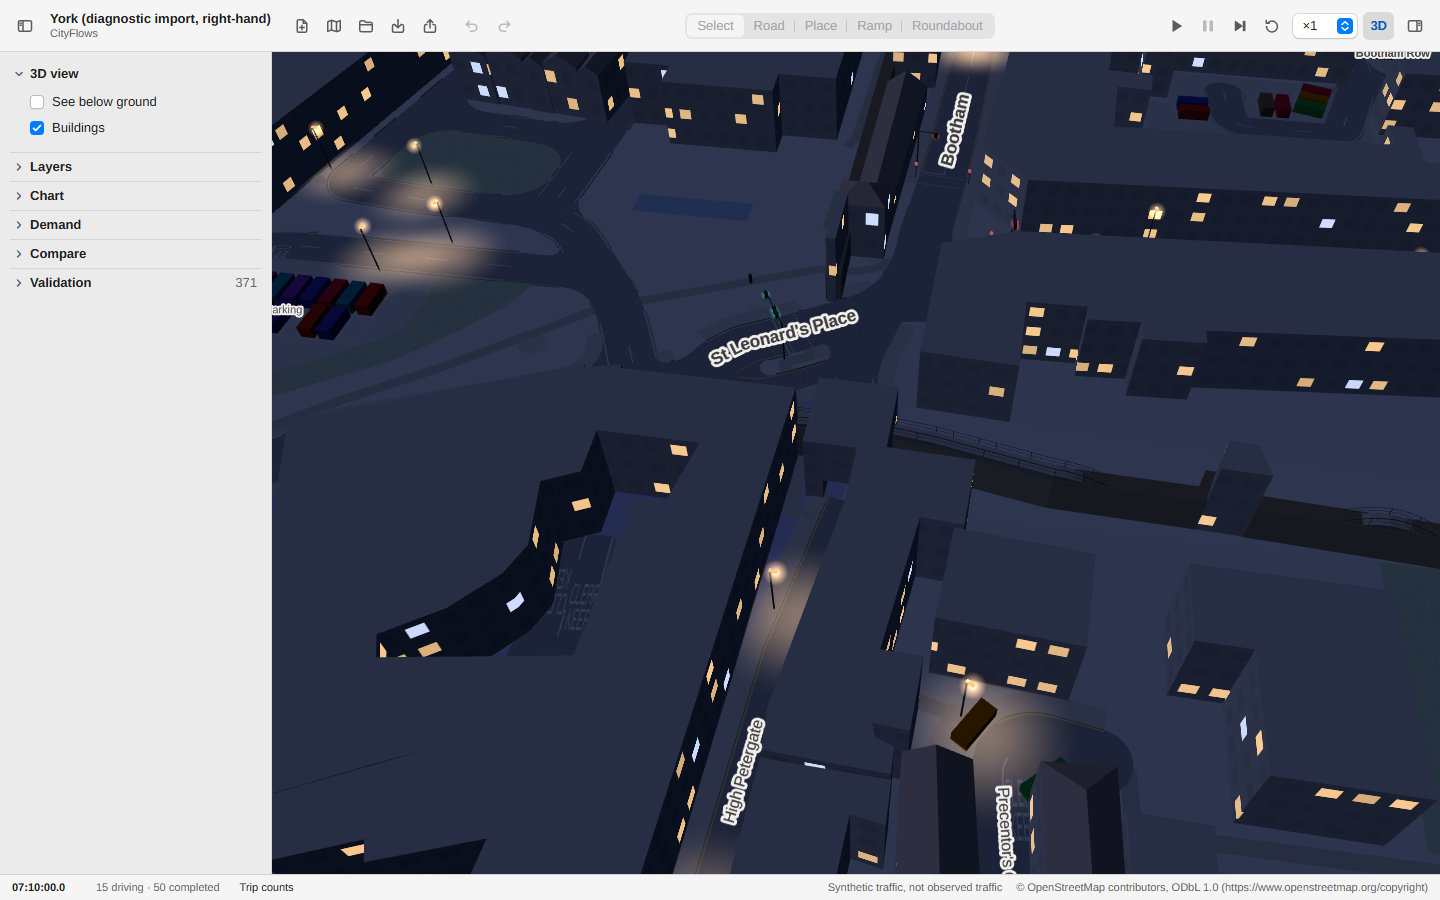 York (diagnostic import, right-hand)
CityFlows
Select
Road
Place
Ramp
Roundabout
×1
3D
3D view
See below ground
Buildings
Layers
Chart
Demand
Compare
Validation
371
Bootham Row
Bootham
arking
St Leonard's Place
KEEP
CLEAR
High Petergate
Precentor's
07:10:00.0
15 driving · 50 completed
Trip counts
Synthetic traffic, not observed traffic
© OpenStreetMap contributors, ODbL 1.0 (https://www.openstreetmap.org/copyright)